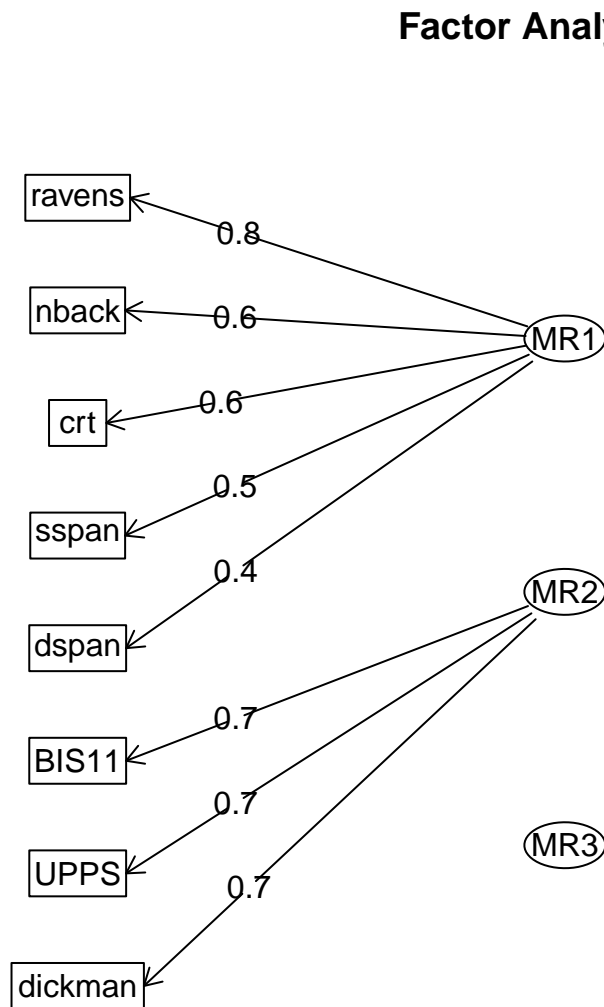 Factor Analy
ravens
0.8
nback
0.6
MR1
crt
0.6
sspan
0.5
dspan
0.4
MR2
BIS11
0.7
UPPS
0.7
MR3
dickman
0.7